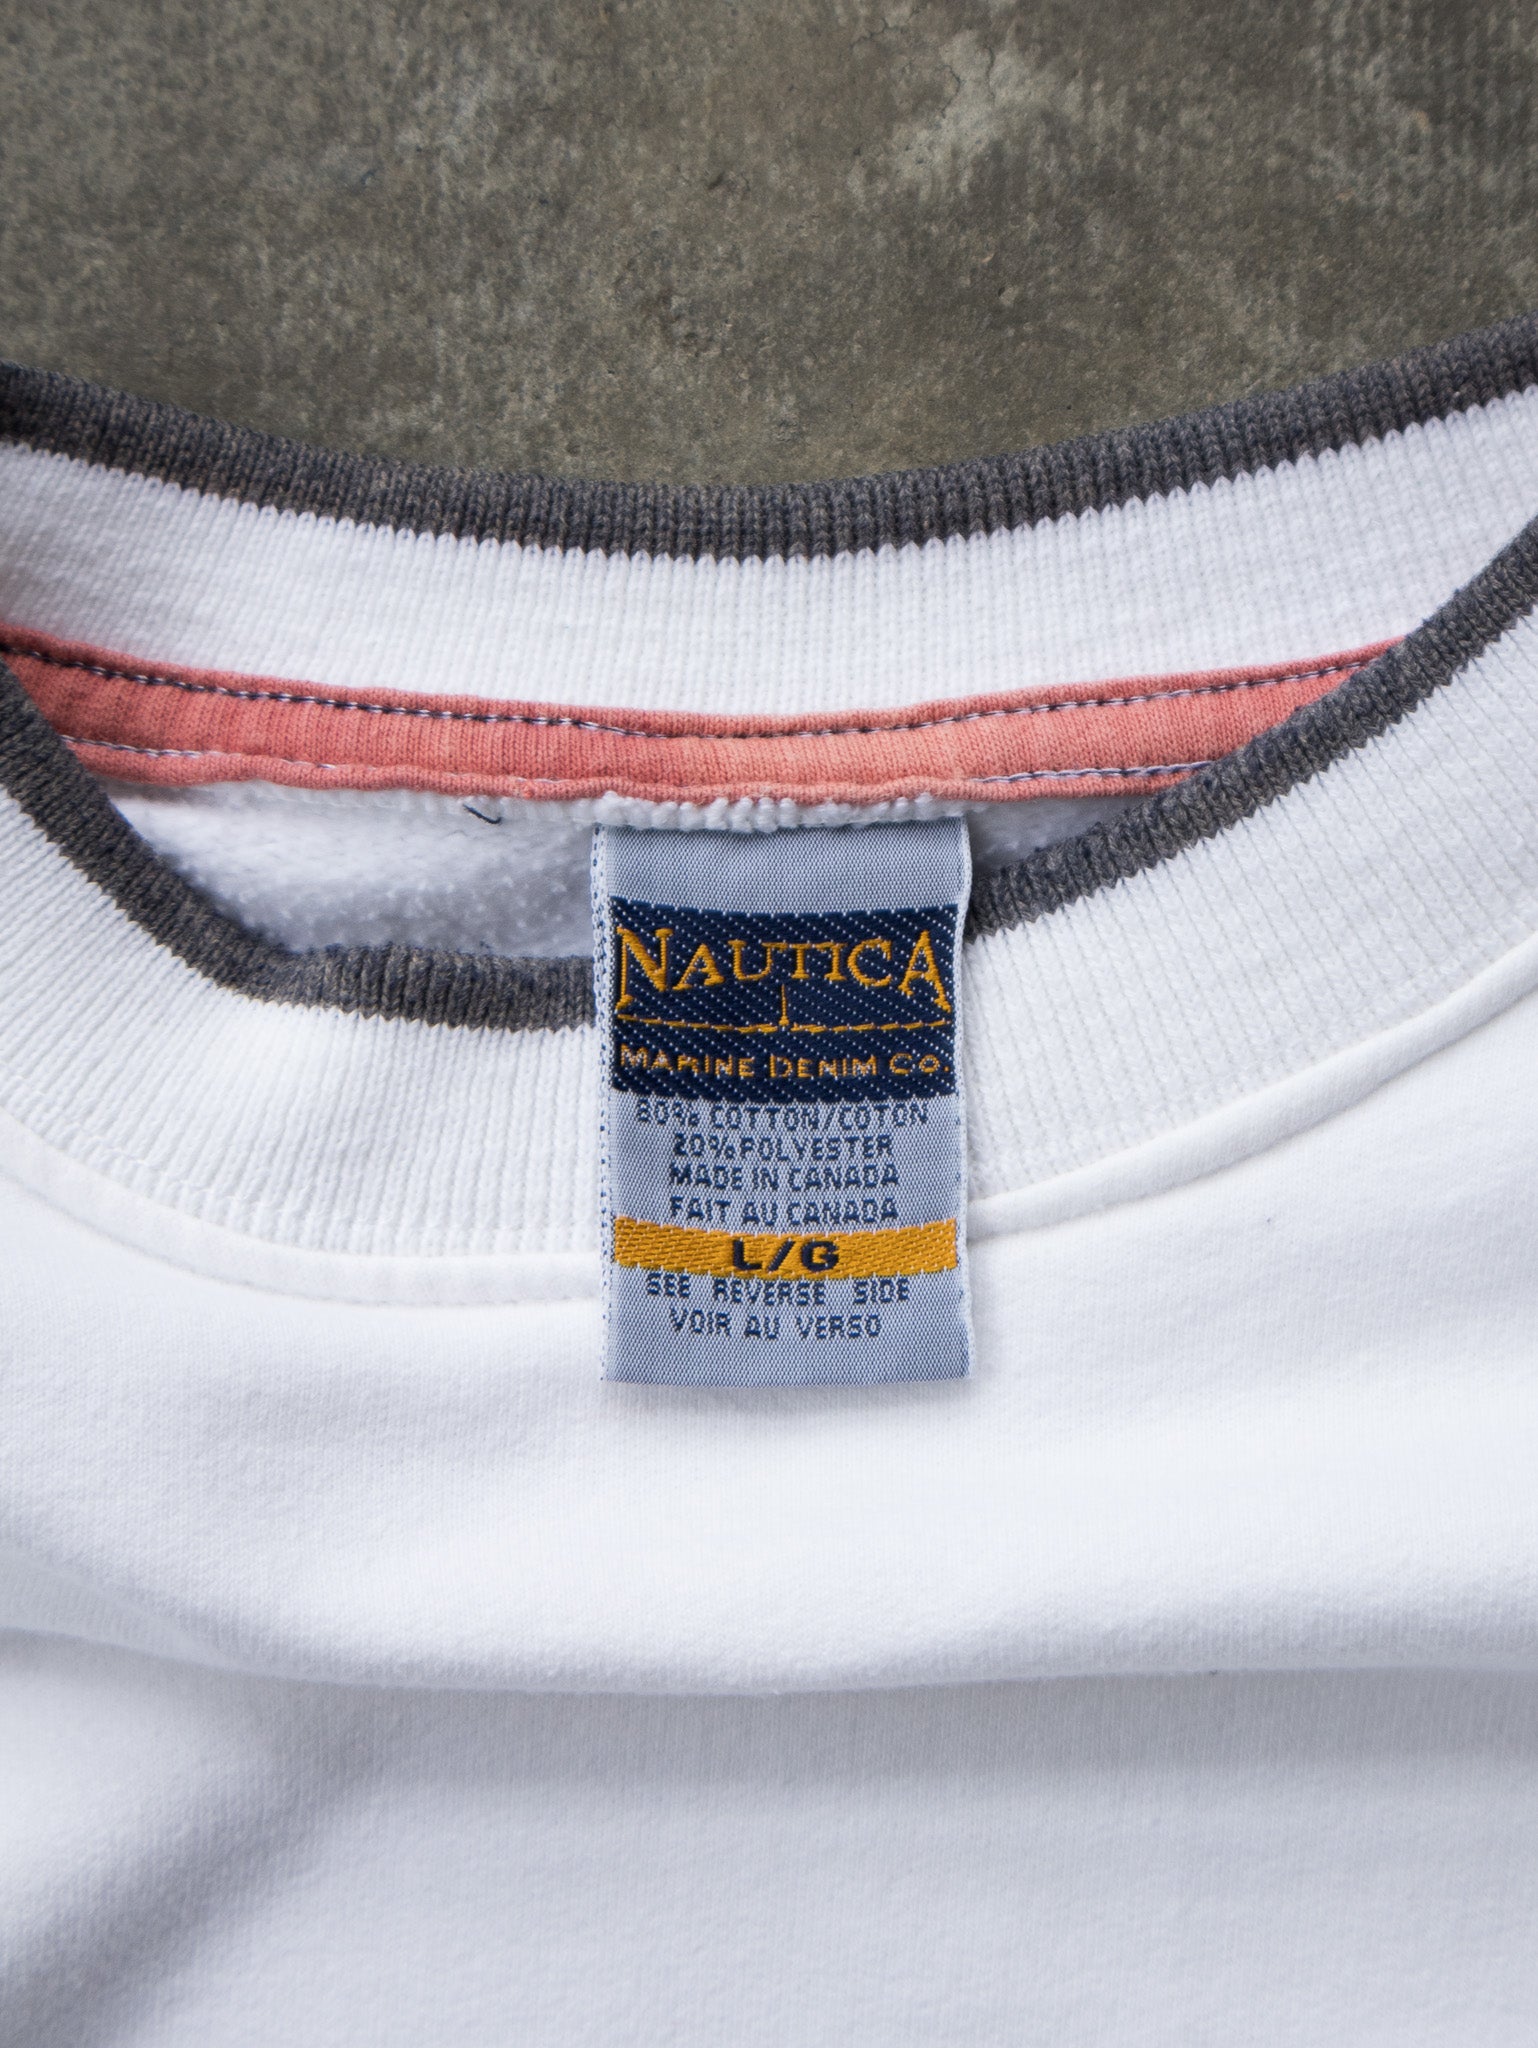 NAUTICA
MARINE DENIM CO.
80% COTTON/COTON
20% POLYESTER
MADE IN CANADA
FAIT AU CANADA
L/G
SEE REVERSE SIDE
VOIR AU VERSO